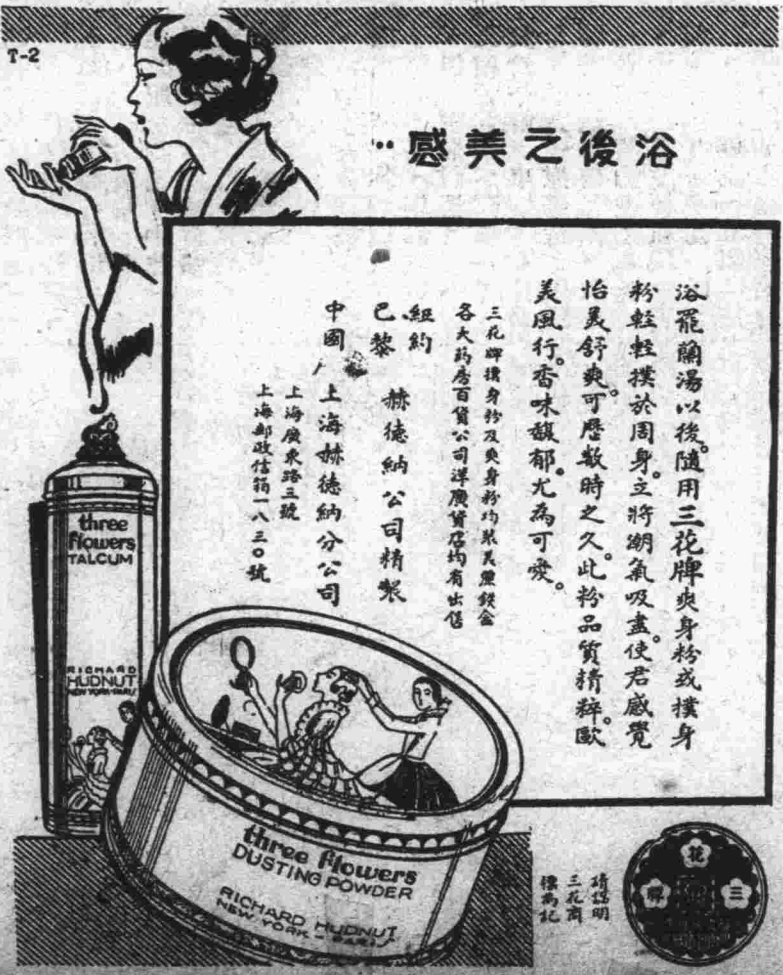 T-2
浴後之美感
浴罷蘭湯以後。隨用三花牌爽身粉或撲身
粉輕輕撲於周身。立將潮氣吸盡。使君感覺
怡美舒爽。可歷數時之久。此粉品質精粹。歐
美風行。香味馥郁。尤為可愛。
三花牌撲身粉及爽身粉均裝美麗鉄盒
各大葯房百貨公司洋廣貨店均有出售
紐約
巴黎
赫德納公司精製
中國
上海赫德納分公司
上海廣東路三號
上海郵政信箱一八三〇號
three
flowers
TALCUM
RICHARD
HUDNUT
NEW YORK-PARIS
three flowers
DUSTING POWDER
RICHARD HUDNUT
NEW YORK - PARIS
請認明
三花商
標為記
三花牌